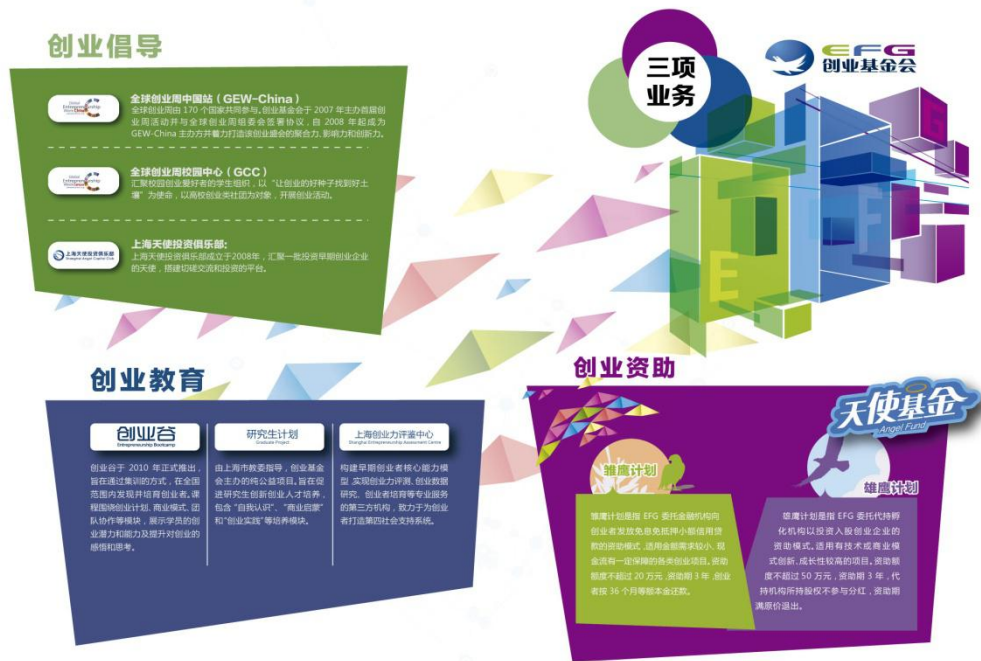 创业倡导
Global
Entrepreneurship
Week China
全球创业周中国站（GEW-China）
全球创业周由 170 个国家共同参与。创业基金会于 2007 年主办首届创
业周活动并与全球创业周组委会签署协议，自 2008 年起成为
GEW-China 主办方并着力打造该创业盛会的聚合力、影响力和创新力。
Global
Entrepreneurship
Week China
全球创业周校园中心（GCC）
汇聚校园创业爱好者的学生组织，以“让创业的好种子找到好土
壤”为使命，以高校创业类社团为对象，开展创业活动。
上海天使投资俱乐部
Shanghai Angel Capital Club
上海天使投资俱乐部:
上海天使投资俱乐部成立于2008年，汇聚一批投资早期创业企业
的天使，搭建切磋交流和投资的平台。
三项
业务
EFG
创业基金会
G
F
E
创业教育
创业谷
Entrepreneurship Bootcamp
创业谷于 2010 年正式推出，
旨在通过集训的方式，在全国
范围内发现并培育创业者。课
程围绕创业计划、商业模式、团
队协作等模块，展示学员的创
业潜力和能力及提升对创业的
感悟和思考。
研究生计划
Graduate Project
由上海市教委指导，创业基金
会主办的纯公益项目。旨在促
进研究生创新创业人才培养，
包含“自我认识”、“商业启蒙”
和“创业实践”等培养模块。
上海创业力评鉴中心
Shanghai Entrepreneurship Assessment Centre
构建早期创业者核心能力模
型，实现创业力评测、创业数据
研究、创业者培育等专业服务
的第三方机构，致力于为创业
者打造第四社会支持系统。
创业资助
天使基金
Angel Fund
雏鹰计划
雏鹰计划是指 EFG 委托金融机构向
创业者发放免息免抵押小额信用贷
款的资助模式，适用金额需求较小、现
金流有一定保障的各类创业项目。资助
额度不超过 20 万元，资助期 3 年，创业
者按 36 个月等额本金还款。
雄鹰计划
雄鹰计划是指 EFG 委托代持孵
化机构以投资入股创业企业的
资助模式。适用有技术或商业模
式创新、成长性较高的项目。资助额
度不超过 50 万元，资助期 3 年，代
持机构所持股权不参与分红，资助期
满原价退出。